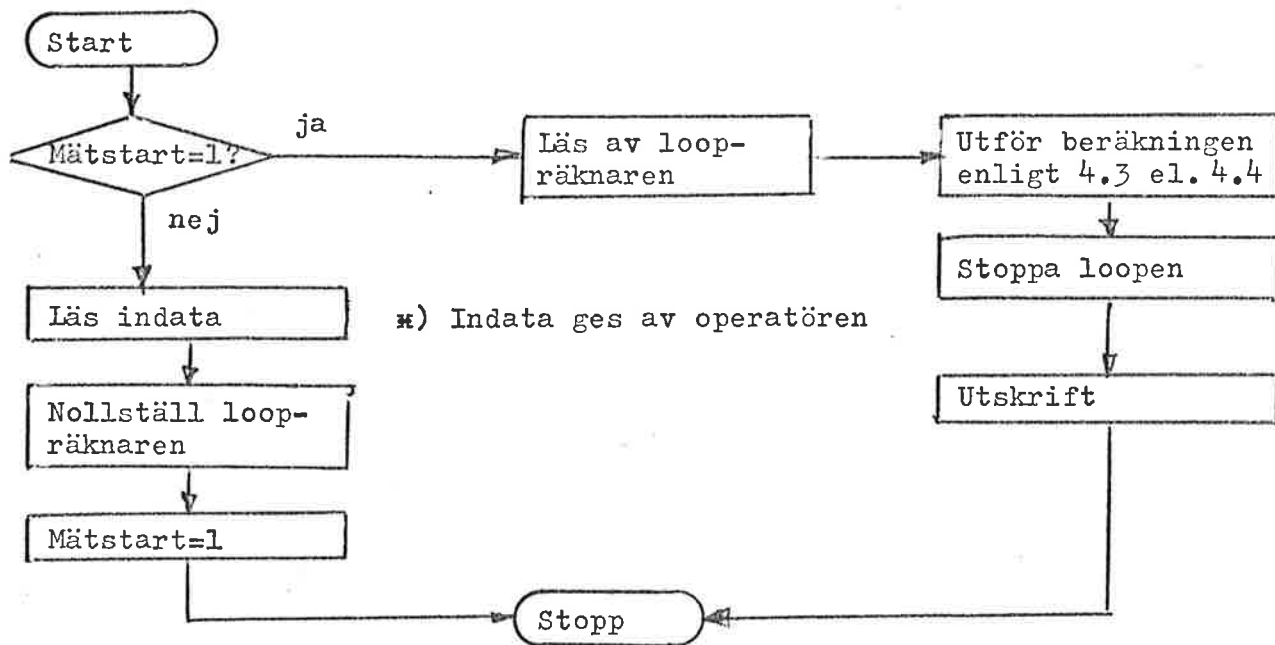 Start
Mätstart=1?
ja
nej
Läs av loop-
räknaren
Utför beräkningen
enligt 4.3 el. 4.4
Stoppa loopen
Utskrift
Läs indata
ж) Indata ges av operatören
Nollställ loop-
räknaren
Mätstart=1
Stopp